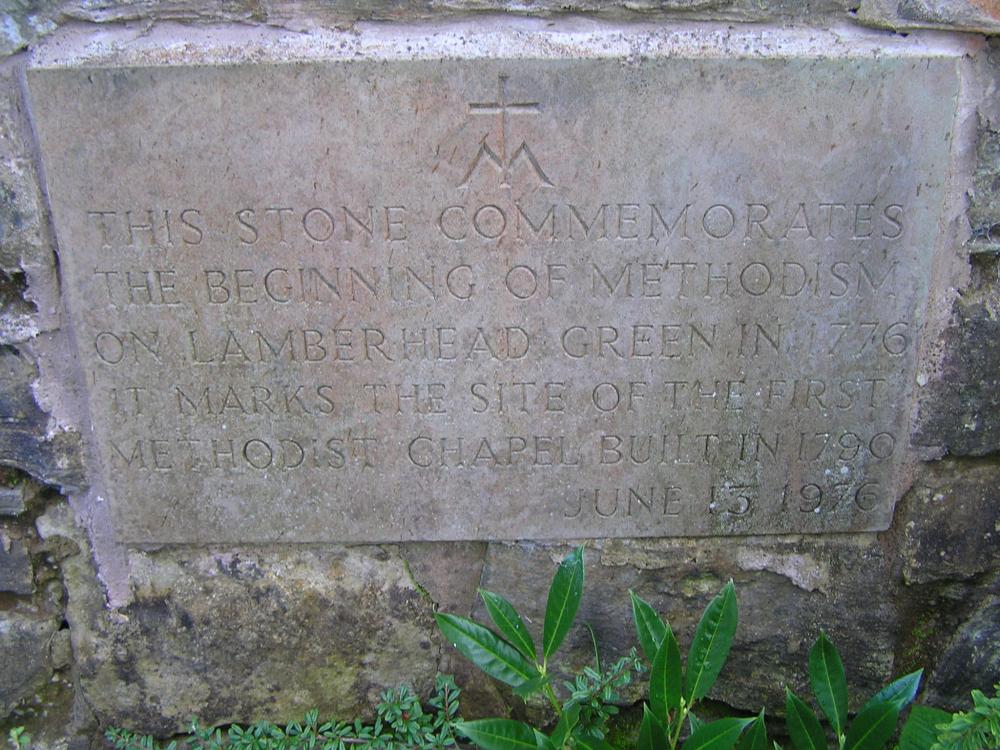 M
THIS STONE COMMEMORATES
THE BEGINNING OF METHODISM
ON LAMBERHEAD GREEN IN 1776
IT MARKS THE SITE OF THE FIRST
METHODIST CHAPEL BUILT IN 1790
JUNE 13 1976